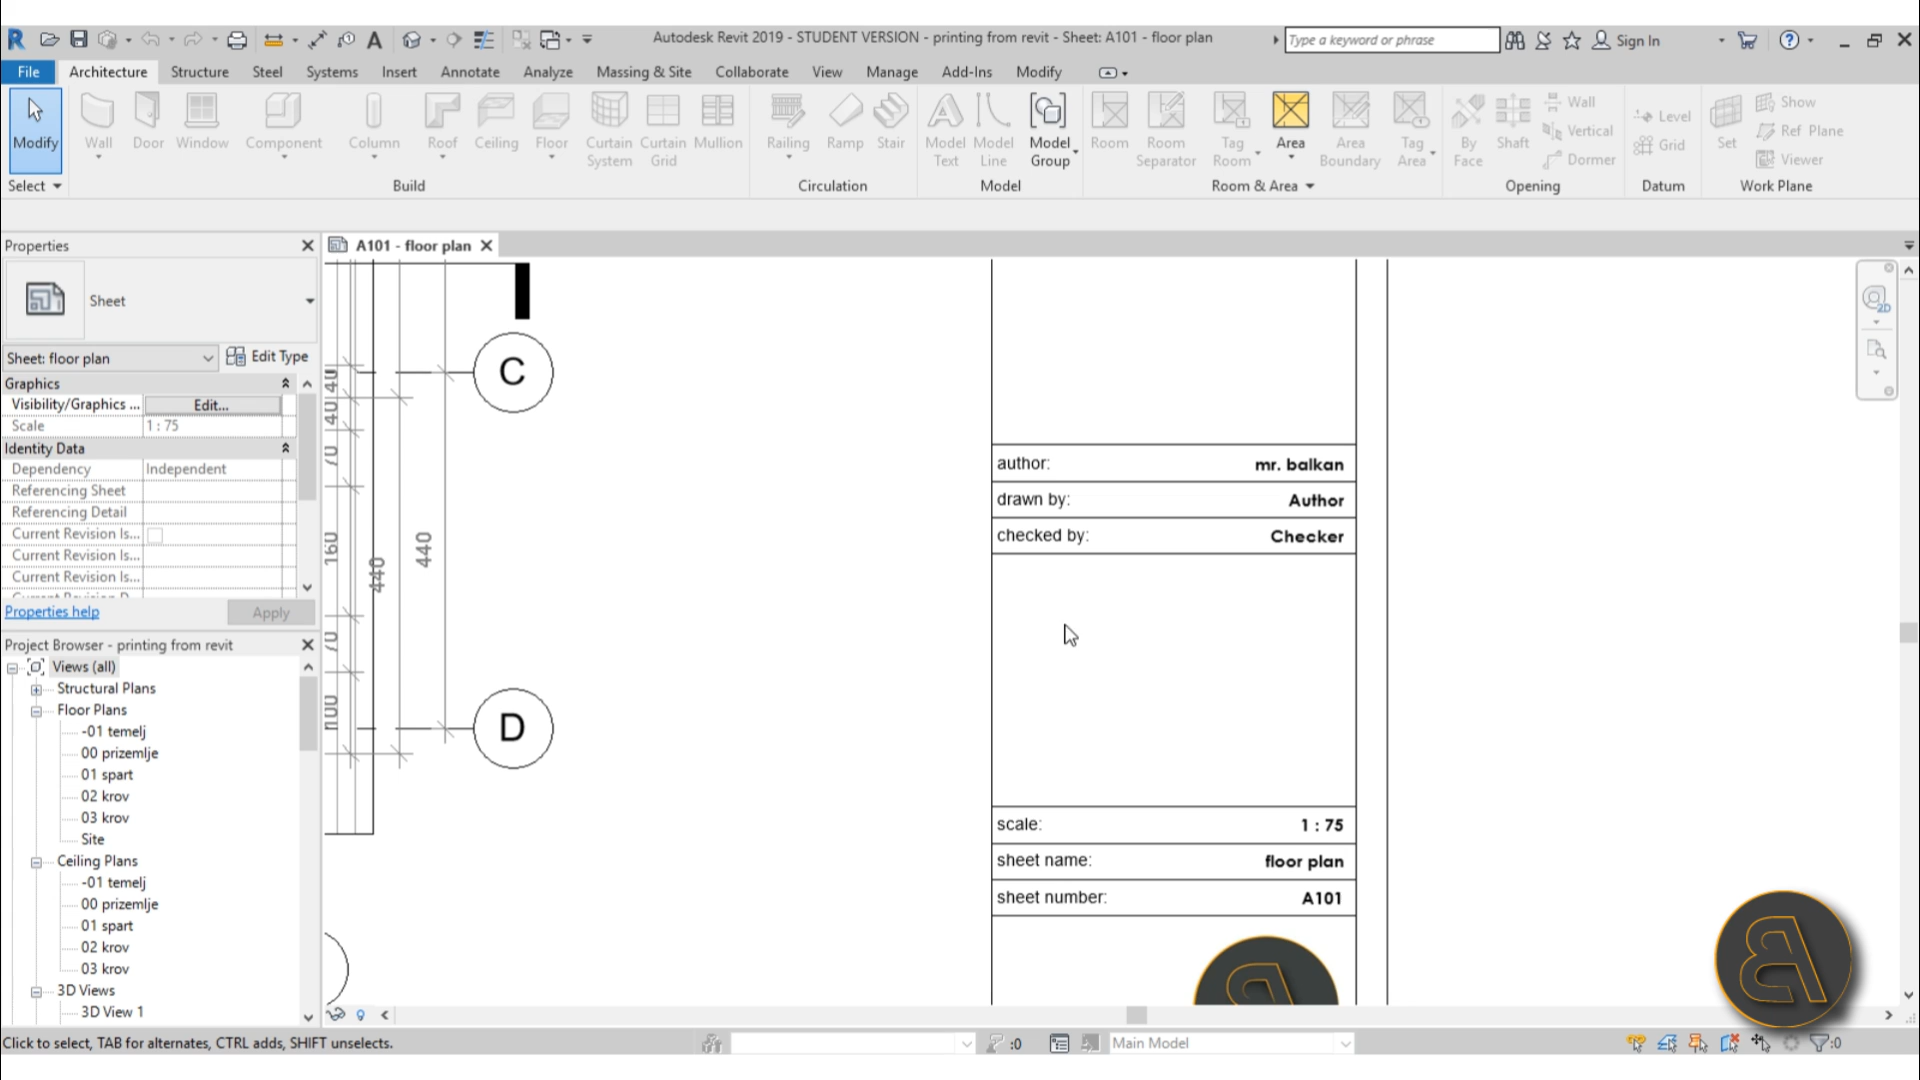 Autodesk Revit 2019 - STUDENT VERSION - printing from revit - Sheet: A101 - floor plan
Type a keyword or phrase
Sign In
File Architecture Structure Steel Systems Insert Annotate Analyze Massing & Site Collaborate View Manage Add-Ins Modify
Modify
Wall
Door
Window
Component
Column
Roof
Ceiling
Floor
Curtain System
Curtain Grid
Mullion
Railing
Ramp
Stair
Model Text
Model Line
Model Group
Room
Room Separator
Tag Room
Area
Area Boundary
Tag Area
By Face
Shaft
Wall
Vertical
Dormer
Level
Grid
Set
Show
Ref Plane
Viewer
Select Build Circulation Model Room & Area Opening Datum Work Plane
Properties
Sheet
Sheet: floor plan
Edit Type
Graphics
Visibility/Graphics ... Edit...
Scale 1 : 75
Identity Data
Dependency Independent
Referencing Sheet
Referencing Detail
Current Revision Is...
Current Revision Is...
Current Revision Is...
Properties help
Apply
Project Browser - printing from revit
Views (all)
Structural Plans
Floor Plans
-01 temelj
00 prizemlje
01 spart
02 krov
03 krov
Site
Ceiling Plans
-01 temelj
00 prizemlje
01 spart
02 krov
03 krov
3D Views
3D View 1
A101 - floor plan
C
40
40
70
160
440
440
70
100
D
author: mr. balkan
drawn by: Author
checked by: Checker
scale: 1 : 75
sheet name: floor plan
sheet number: A101
2D
Click to select, TAB for alternates, CTRL adds, SHIFT unselects.
:0
Main Model
:0